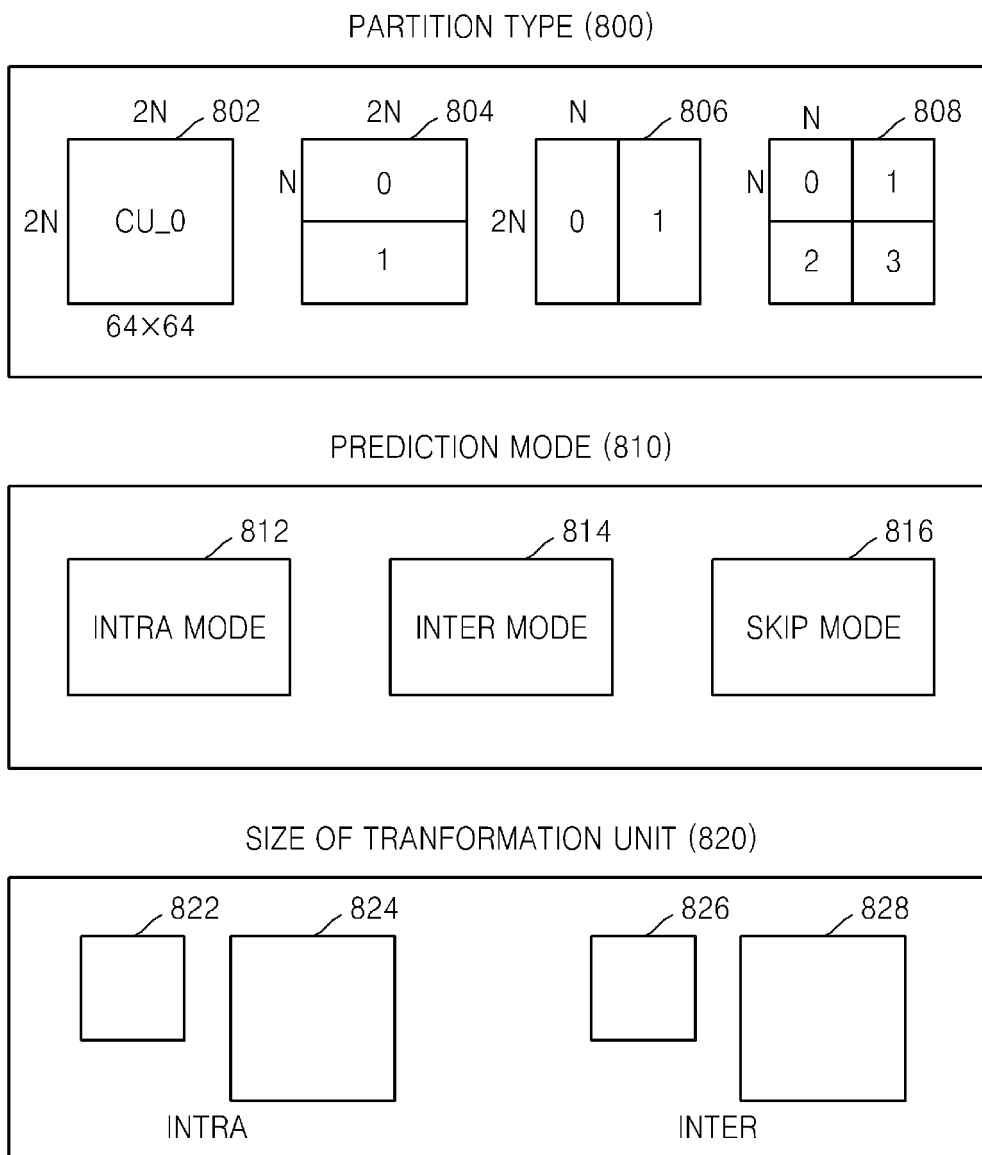 PARTITION TYPE (800)
2N 802 2N 804 N 806 N 808
2N CU_0 N 0 2N 0 1 N 0 1
1 2 3
64×64
PREDICTION MODE (810)
812 814 816
INTRA MODE INTER MODE SKIP MODE
SIZE OF TRANFORMATION UNIT (820)
822 824 826 828
INTRA INTER